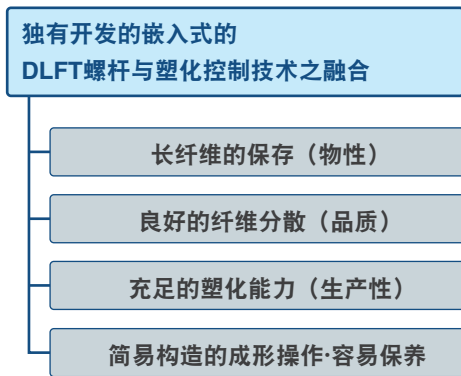 独有开发的嵌入式的
DLFT螺杆与塑化控制技术之融合
长纤维的保存（物性）
良好的纤维分散（品质）
充足的塑化能力（生产性）
简易构造的成形操作·容易保养